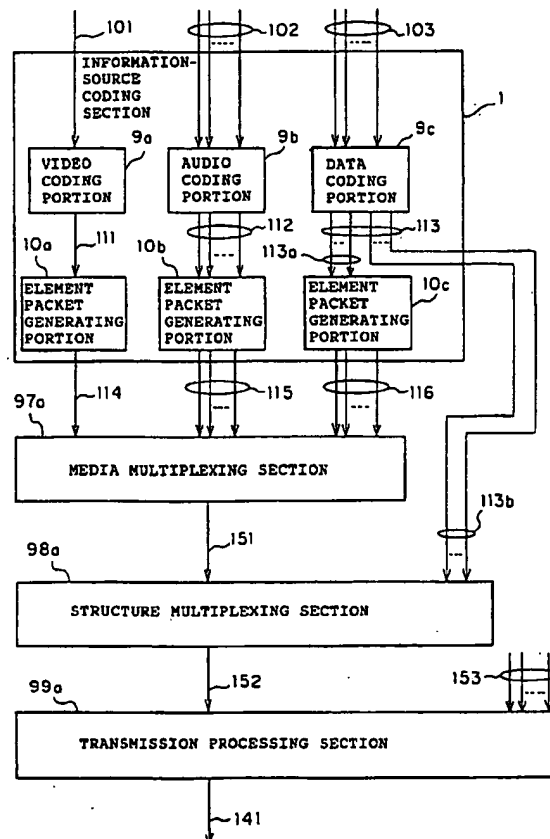 101
102
103
INFORMATION-
SOURCE
CODING
SECTION
1
9a
9b
9c
VIDEO
CODING
PORTION
AUDIO
CODING
PORTION
DATA
CODING
PORTION
111
112
113
113a
10a
10b
10c
ELEMENT
PACKET
GENERATING
PORTION
ELEMENT
PACKET
GENERATING
PORTION
ELEMENT
PACKET
GENERATING
PORTION
114
115
116
97a
MEDIA MULTIPLEXING SECTION
113b
151
98a
STRUCTURE MULTIPLEXING SECTION
152
153
99a
TRANSMISSION PROCESSING SECTION
141